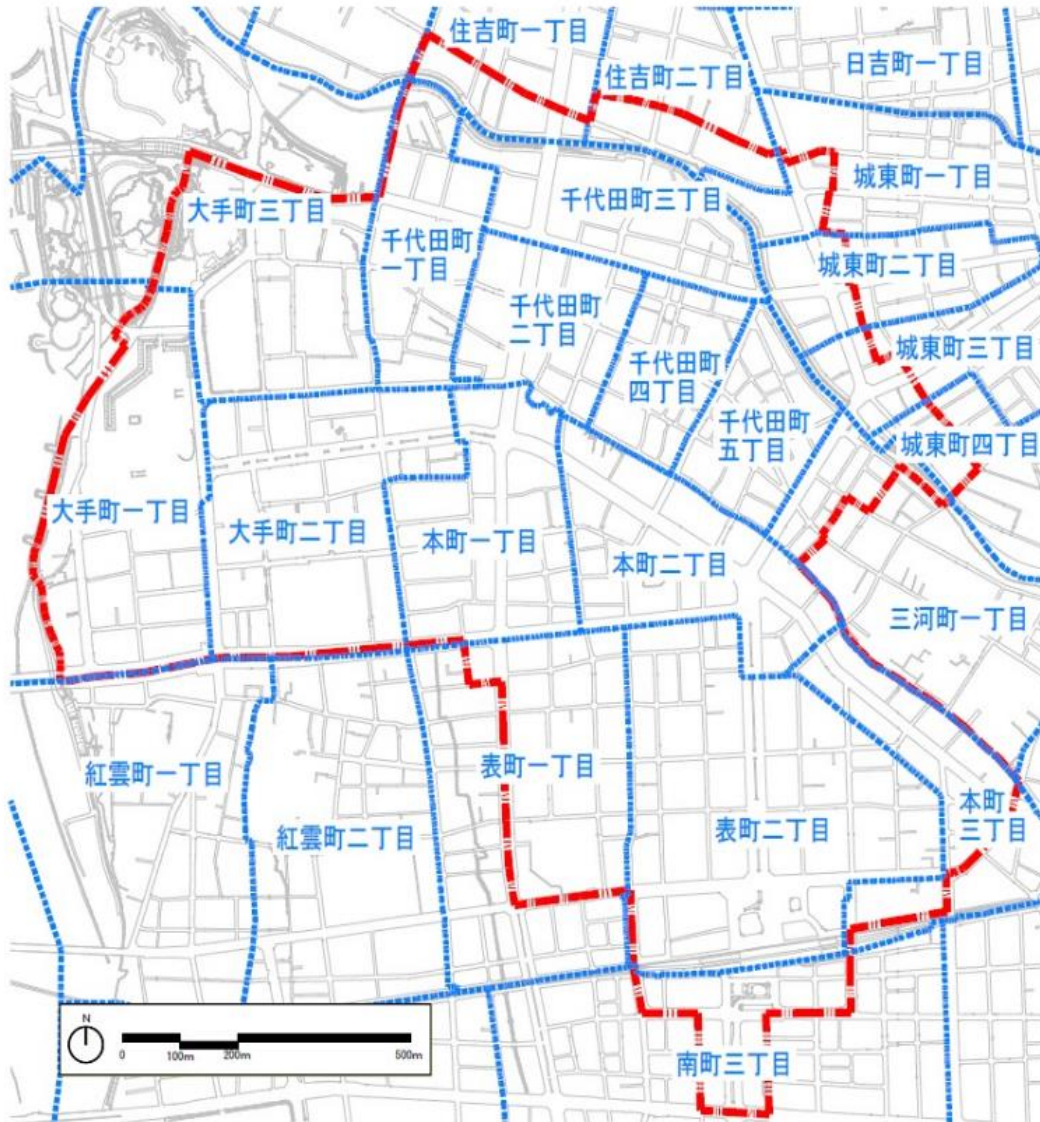 住吉町一丁目
住吉町二丁目
日吉町一丁目
城東町一丁目
大手町三丁目
千代田町三丁目
千代田町
一丁目
城東町二丁目
千代田町
二丁目
城東町三丁目
千代田町
四丁目
千代田町
五丁目
城東町四丁目
大手町一丁目
大手町二丁目
本町一丁目
本町二丁目
三河町一丁目
紅雲町一丁目
表町一丁目
本町
三丁目
紅雲町二丁目
表町二丁目
南町三丁目
N
0 100m 200m 500m